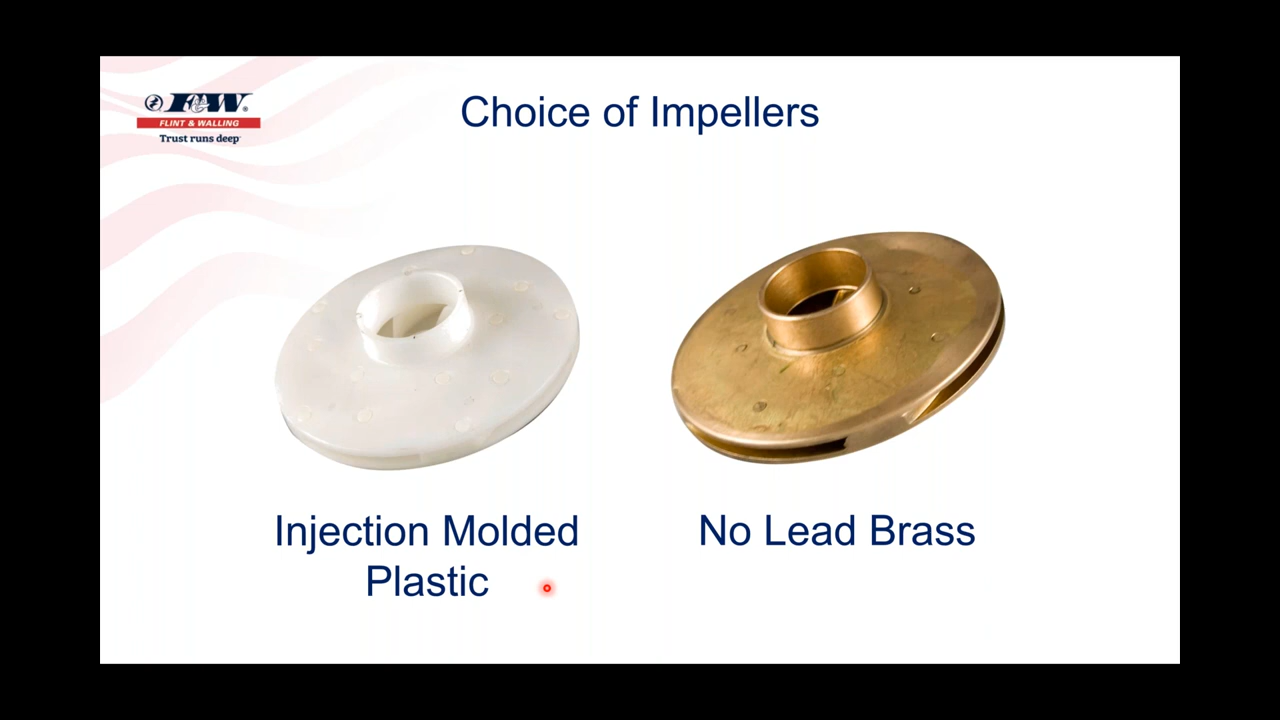 F&W®
FLINT & WALLING
Trust runs deep
Choice of Impellers
Injection Molded
Plastic
No Lead Brass